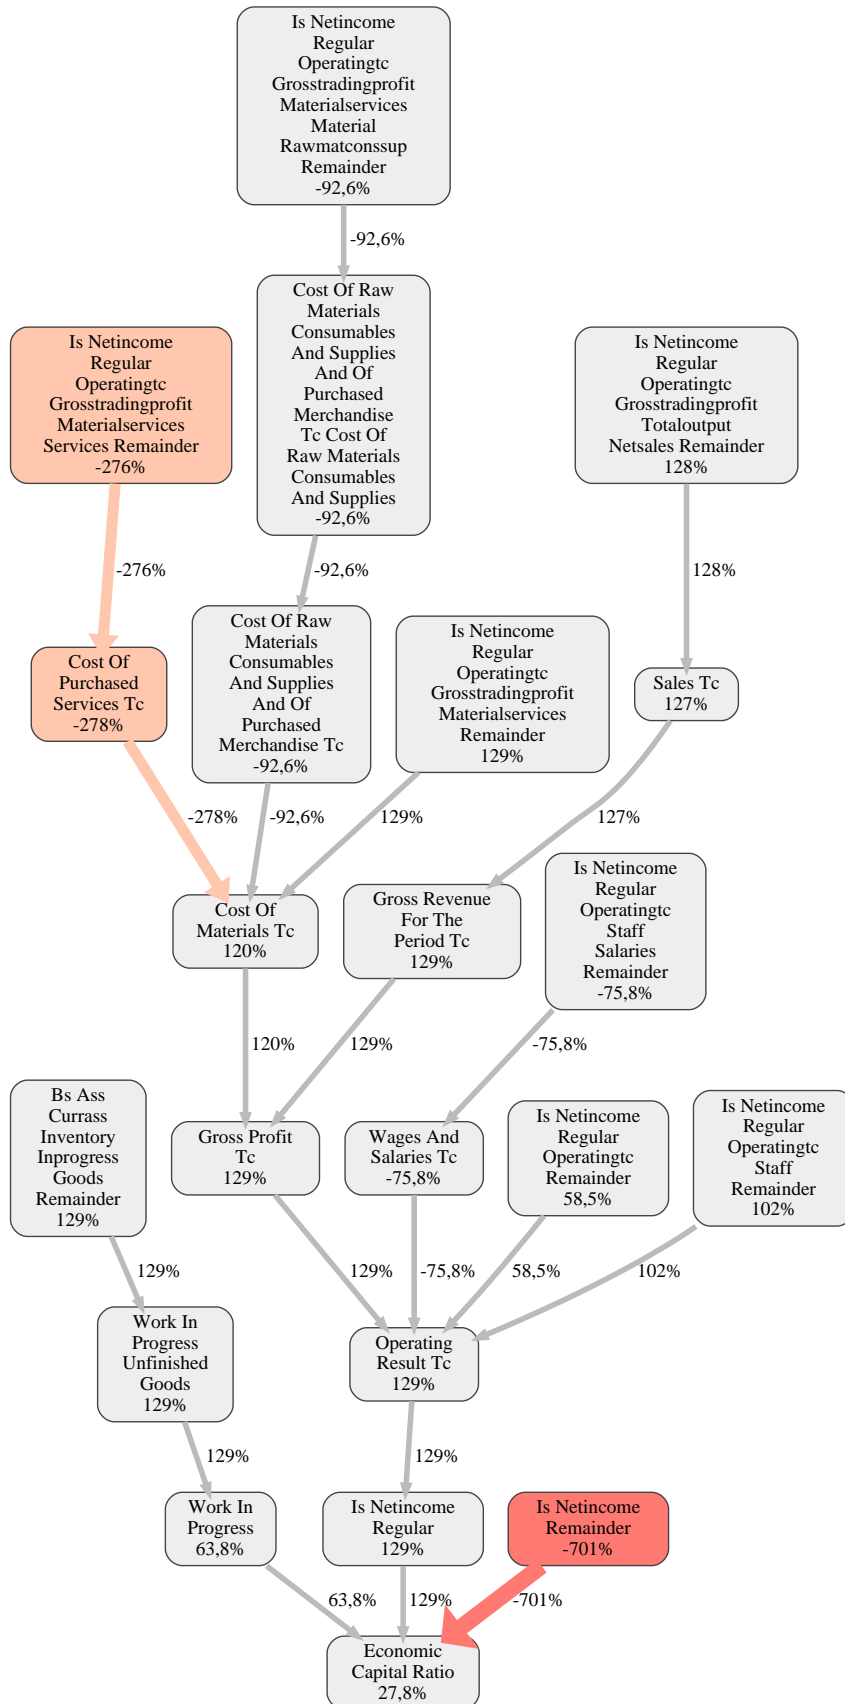 Is Netincome
Regular
Operatingtc
Grosstradingprofit
Materialservices
Material
Rawmatconssup
Remainder
-92,6%
-92,6%
Cost Of Raw
Materials
Consumables
And Supplies
And Of
Purchased
Merchandise
Tc Cost Of
Raw Materials
Consumables
And Supplies
-92,6%
Is Netincome
Regular
Operatingtc
Grosstradingprofit
Materialservices
Services Remainder
-276%
Is Netincome
Regular
Operatingtc
Grosstradingprofit
Totaloutput
Netsales Remainder
128%
-276%
-92,6%
128%
Cost Of
Purchased
Services Tc
-278%
Cost Of Raw
Materials
Consumables
And Supplies
And Of
Purchased
Merchandise Tc
-92,6%
Is Netincome
Regular
Operatingtc
Grosstradingprofit
Materialservices
Remainder
129%
Sales Tc
127%
-278%
-92,6%
129%
127%
Cost Of
Materials Tc
120%
Gross Revenue
For The
Period Tc
129%
Is Netincome
Regular
Operatingtc
Staff
Salaries
Remainder
-75,8%
120%
129%
-75,8%
Bs Ass
Currass
Inventory
Inprogress
Goods
Remainder
129%
Gross Profit
Tc
129%
Wages And
Salaries Tc
-75,8%
Is Netincome
Regular
Operatingtc
Remainder
58,5%
Is Netincome
Regular
Operatingtc
Staff
Remainder
102%
129%
129%
-75,8%
58,5%
102%
Work In
Progress
Unfinished
Goods
129%
Operating
Result Tc
129%
129%
129%
Work In
Progress
63,8%
Is Netincome
Regular
129%
Is Netincome
Remainder
-701%
63,8%
129%
-701%
Economic
Capital Ratio
27,8%